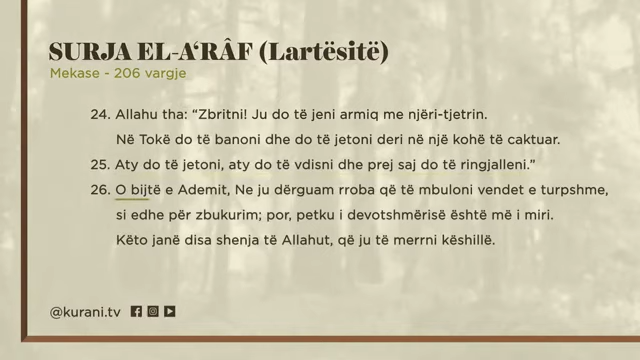 SURJA EL-A‘RÂF (Lartësitë)
Mekase - 206 vargje
24. Allahu tha: “Zbritni! Ju do të jeni armiq me njëri-tjetrin.
Në Tokë do të banoni dhe do të jetoni deri në një kohë të caktuar.
25. Aty do të jetoni, aty do të vdisni dhe prej saj do të ringjalleni.”
26. O bijtë e Ademit, Ne ju dërguam rroba që të mbuloni vendet e turpshme,
si edhe për zbukurim; por, petku i devotshmërisë është më i miri.
Këto janë disa shenja të Allahut, që ju të merrni këshillë.
@kurani.tv